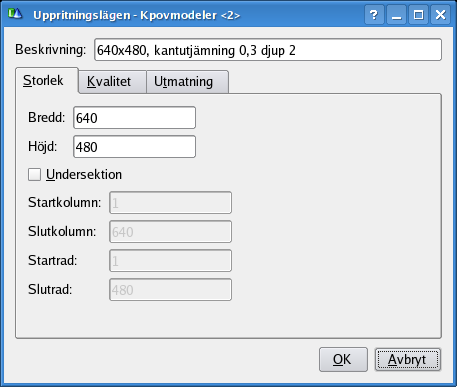 Uppritningslägen - Kpovmodeler <2>
Beskrivning: 640x480, kantutjämning 0,3 djup 2
Storlek Kvalitet Utmatning
Bredd: 640
Höjd: 480
Undersektion
Startkolumn: 1
Slutkolumn: 640
Startrad: 1
Slutrad: 480
OK Avbryt